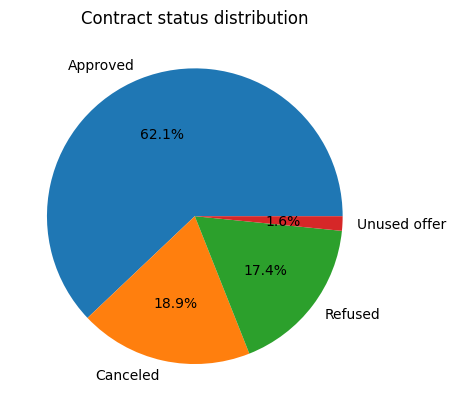 Contract status distribution
Approved
62.1%
1.6%
Unused offer
17.4%
18.9%
Refused
Canceled